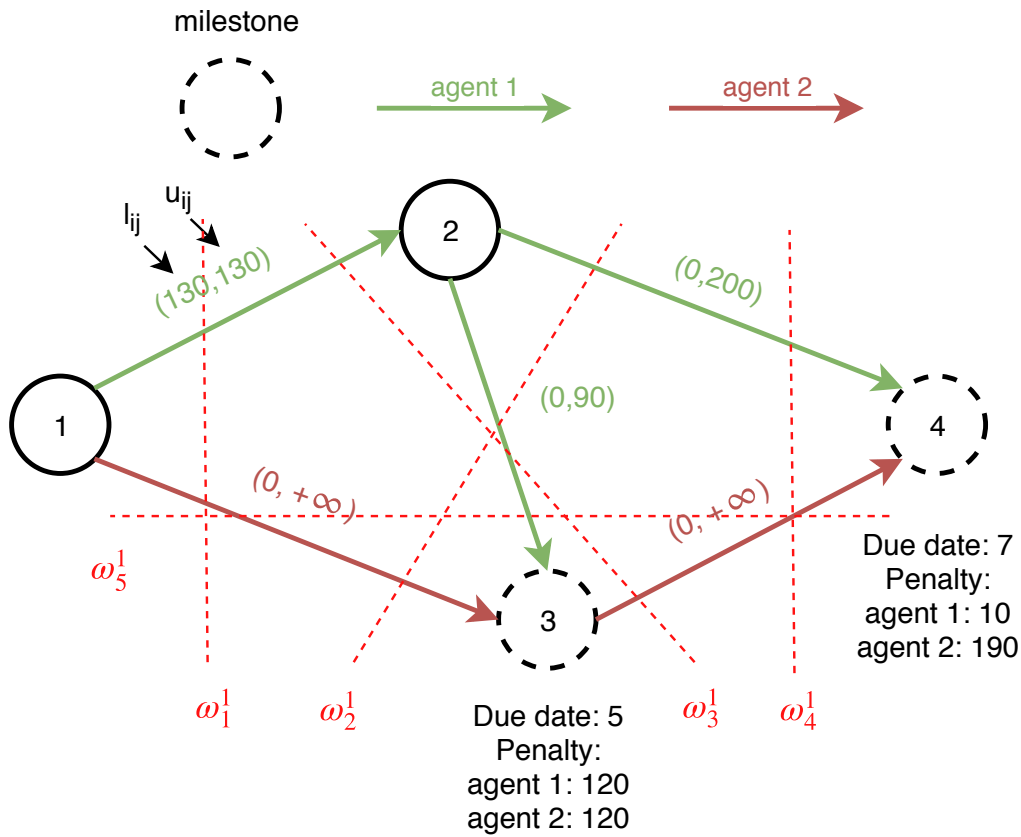 milestone
agent 1
agent 2
l_ij
u_ij
(130,130)
2
(0,200)
(0,90)
1
4
(0, +∞)
(0, +∞)
3
ω_5^1
Due date: 7
Penalty:
agent 1: 10
agent 2: 190
ω_1^1
ω_2^1
ω_3^1
ω_4^1
Due date: 5
Penalty:
agent 1: 120
agent 2: 120